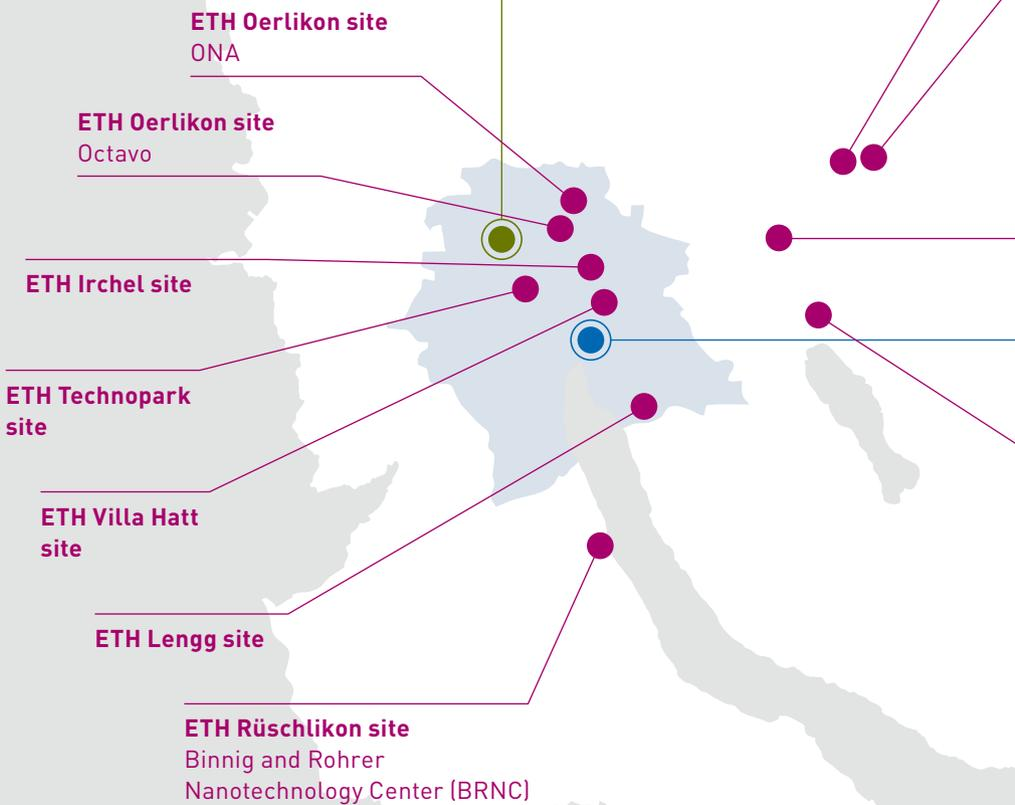 ETH Oerlikon site
ONA
ETH Oerlikon site
Octavo
ETH Irchel site
ETH Technopark
site
ETH Villa Hatt
site
ETH Lengg site
ETH Rüschlikon site
Binnig and Rohrer
Nanotechnology Center (BRNC)